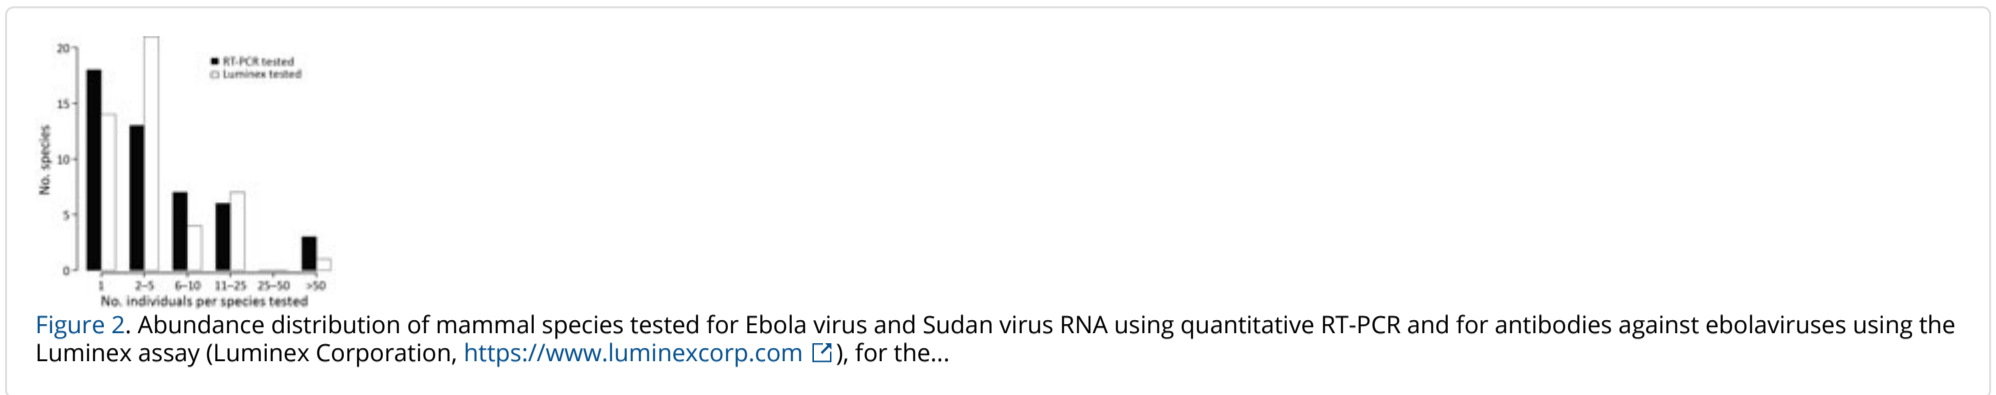 20
RT-PCR tested
Luminex tested
15
No. species
10
5
0
1 2–5 6–10 11–25 25–50 >50
No. individuals per species tested
Figure 2. Abundance distribution of mammal species tested for Ebola virus and Sudan virus RNA using quantitative RT-PCR and for antibodies against ebolaviruses using the
Luminex assay (Luminex Corporation, https://www.luminexcorp.com ), for the...